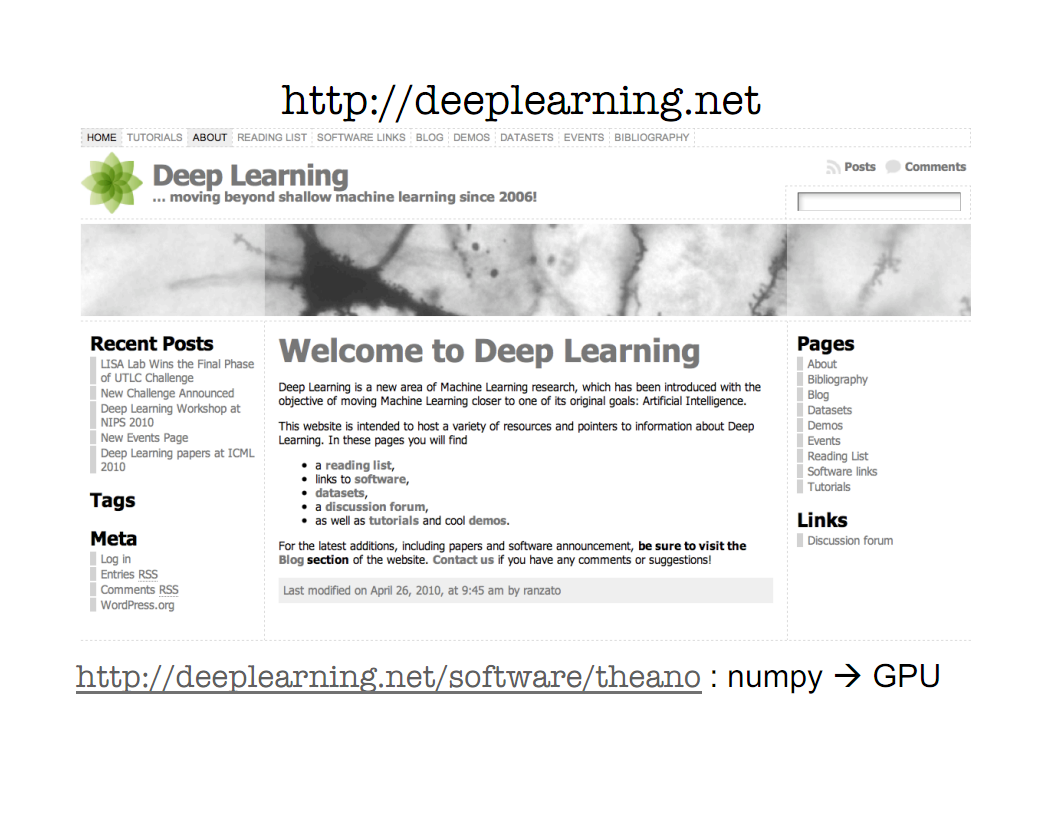 http://deeplearning.net
HOME TUTORIALS ABOUT READING LIST SOFTWARE LINKS BLOG DEMOS DATASETS EVENTS BIBLIOGRAPHY
Deep Learning
... moving beyond shallow machine learning since 2006!
Posts Comments
Recent Posts
LISA Lab Wins the Final Phase
of UTLC Challenge
New Challenge Announced
Deep Learning Workshop at
NIPS 2010
New Events Page
Deep Learning papers at ICML
2010
Tags
Meta
Log in
Entries RSS
Comments RSS
WordPress.org
Welcome to Deep Learning
Deep Learning is a new area of Machine Learning research, which has been introduced with the
objective of moving Machine Learning closer to one of its original goals: Artificial Intelligence.
This website is intended to host a variety of resources and pointers to information about Deep
Learning. In these pages you will find
• a reading list,
• links to software,
• datasets,
• a discussion forum,
• as well as tutorials and cool demos.
For the latest additions, including papers and software announcement, be sure to visit the
Blog section of the website. Contact us if you have any comments or suggestions!
Last modified on April 26, 2010, at 9:45 am by ranzato
Pages
About
Bibliography
Blog
Datasets
Demos
Events
Reading List
Software links
Tutorials
Links
Discussion forum
http://deeplearning.net/software/theano : numpy → GPU